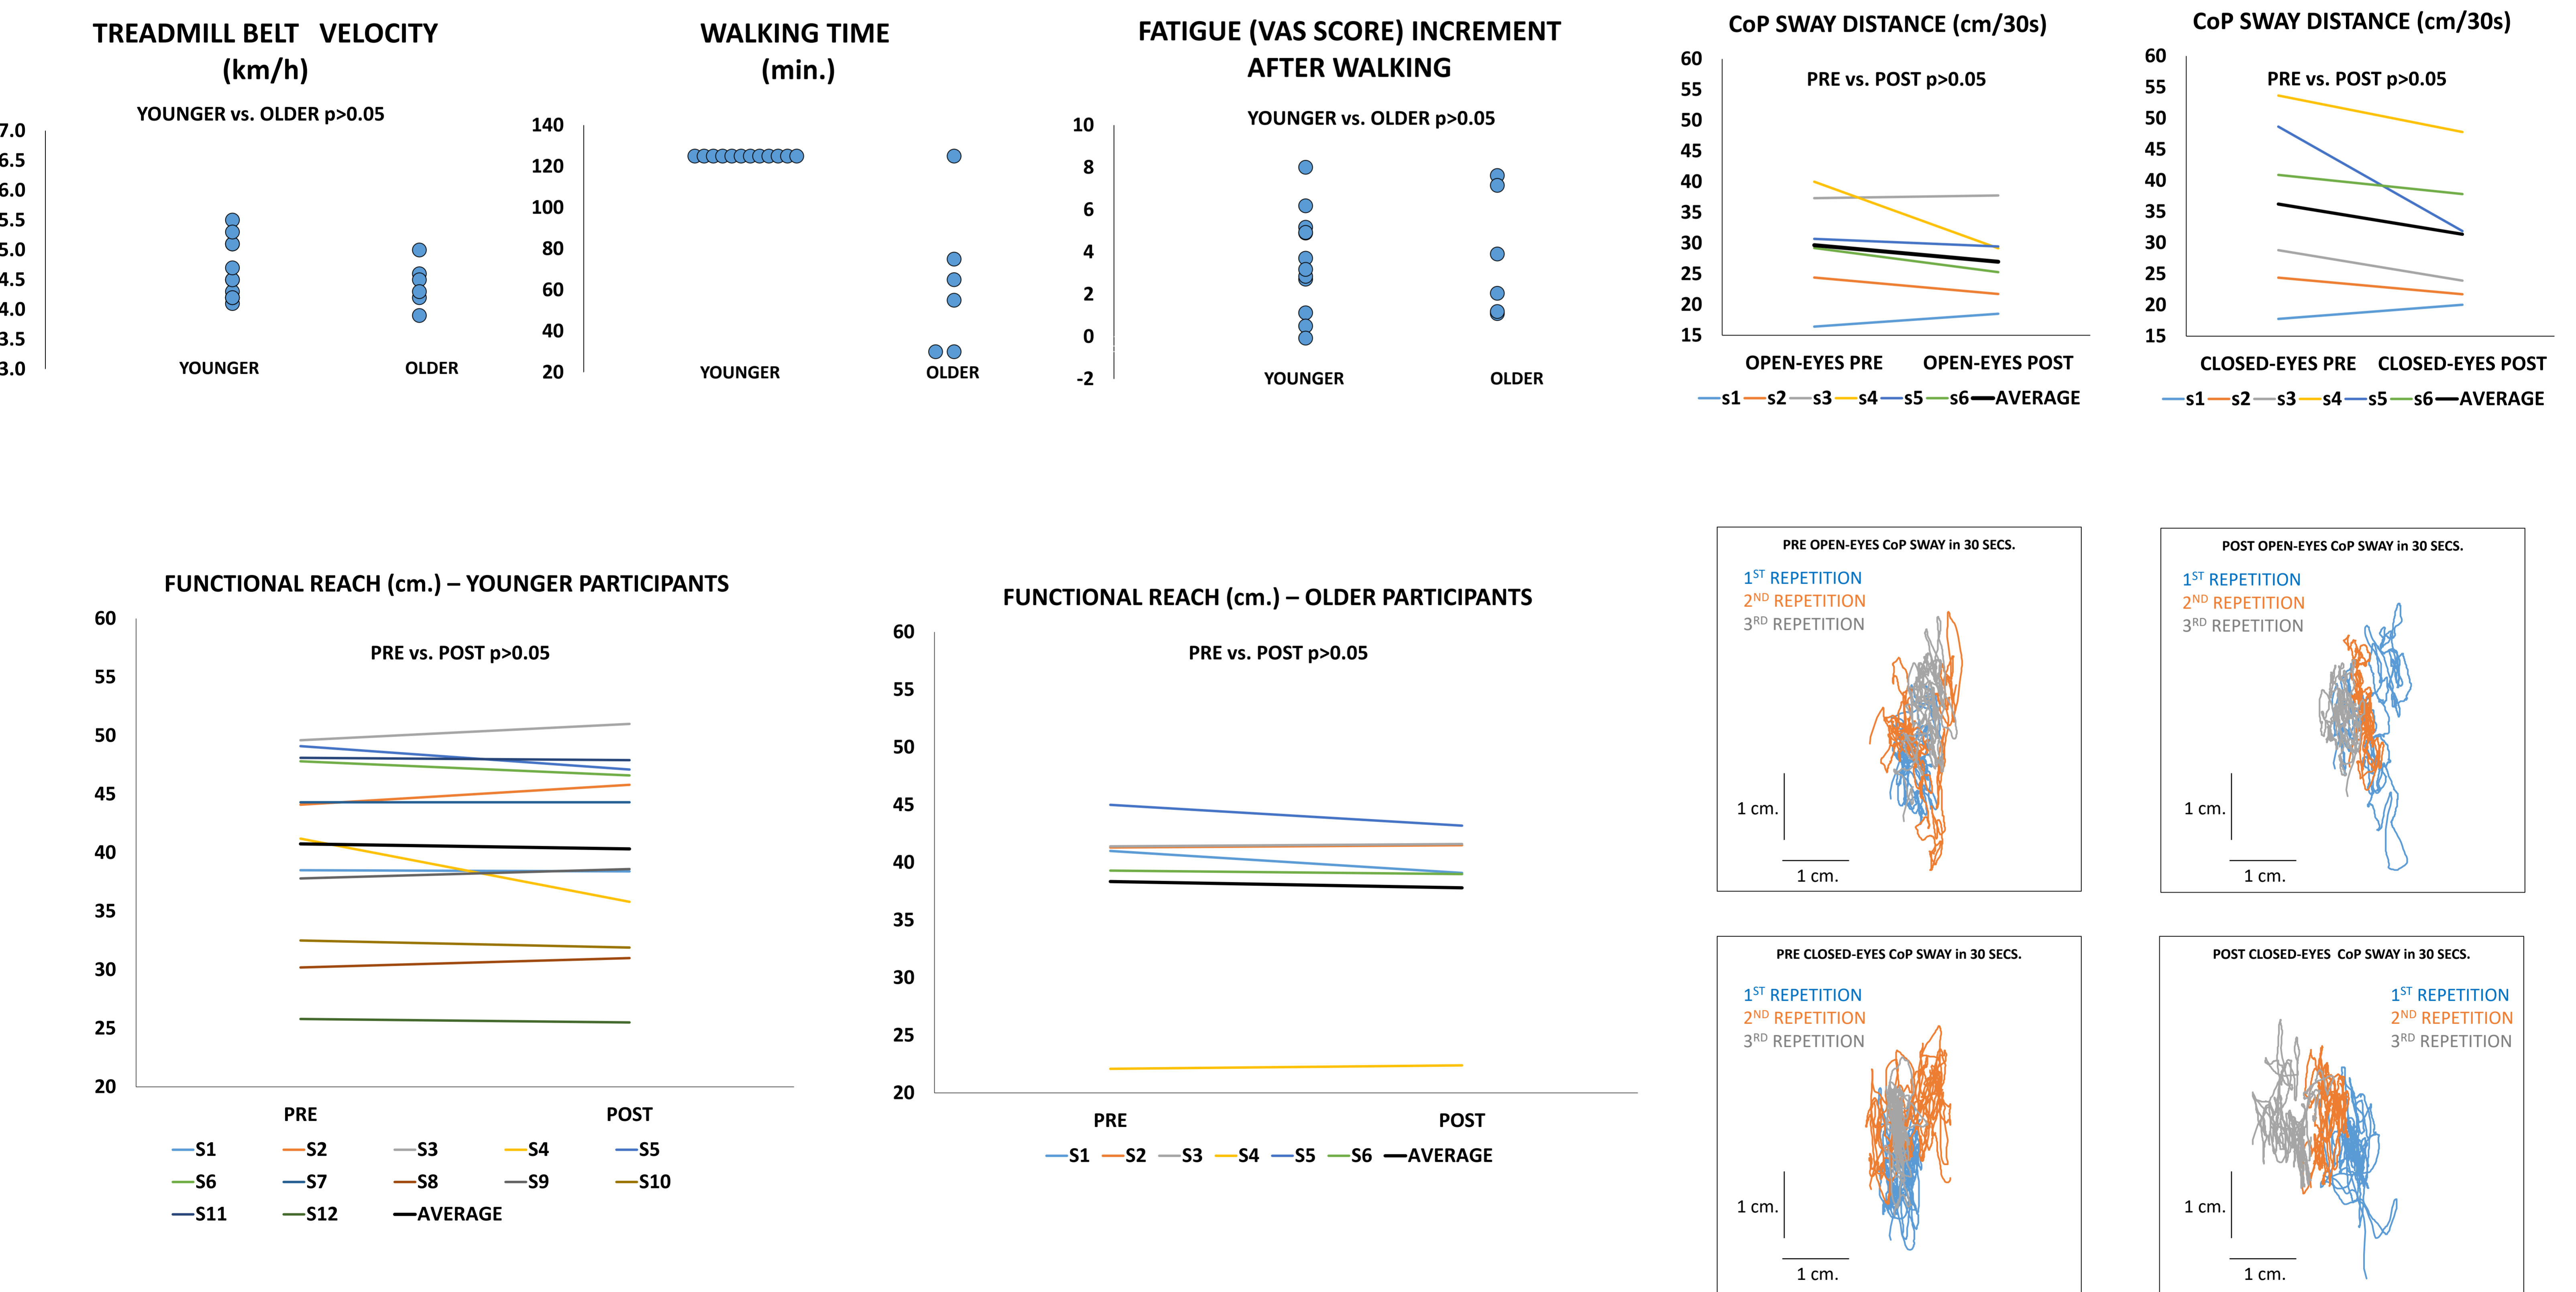 TREADMILL BELT   VELOCITY
(km/h)
YOUNGER vs. OLDER p>0.05
7.0
6.5
6.0
5.5
5.0
4.5
4.0
3.5
3.0
YOUNGER
OLDER
WALKING TIME
(min.)
140
120
100
80
60
40
20
YOUNGER
OLDER
FATIGUE (VAS SCORE) INCREMENT
AFTER WALKING
YOUNGER vs. OLDER p>0.05
10
8
6
4
2
0
-2
YOUNGER
OLDER
CoP SWAY DISTANCE (cm/30s)
PRE vs. POST p>0.05
60
55
50
45
40
35
30
25
20
15
OPEN-EYES PRE
OPEN-EYES POST
s1 s2 s3 s4 s5 s6 AVERAGE
CoP SWAY DISTANCE (cm/30s)
PRE vs. POST p>0.05
60
55
50
45
40
35
30
25
20
15
CLOSED-EYES PRE
CLOSED-EYES POST
s1 s2 s3 s4 s5 s6 AVERAGE
FUNCTIONAL REACH (cm.) – YOUNGER PARTICIPANTS
PRE vs. POST p>0.05
60
55
50
45
40
35
30
25
20
PRE
POST
S1 S2 S3 S4 S5
S6 S7 S8 S9 S10
S11 S12 AVERAGE
FUNCTIONAL REACH (cm.) – OLDER PARTICIPANTS
PRE vs. POST p>0.05
60
55
50
45
40
35
30
25
20
PRE
POST
S1 S2 S3 S4 S5 S6 AVERAGE
PRE OPEN-EYES CoP SWAY in 30 SECS.
1ST REPETITION
2ND REPETITION
3RD REPETITION
1 cm.
1 cm.
POST OPEN-EYES CoP SWAY in 30 SECS.
1ST REPETITION
2ND REPETITION
3RD REPETITION
1 cm.
1 cm.
PRE CLOSED-EYES CoP SWAY in 30 SECS.
1ST REPETITION
2ND REPETITION
3RD REPETITION
1 cm.
1 cm.
POST CLOSED-EYES  CoP SWAY in 30 SECS.
1ST REPETITION
2ND REPETITION
3RD REPETITION
1 cm.
1 cm.